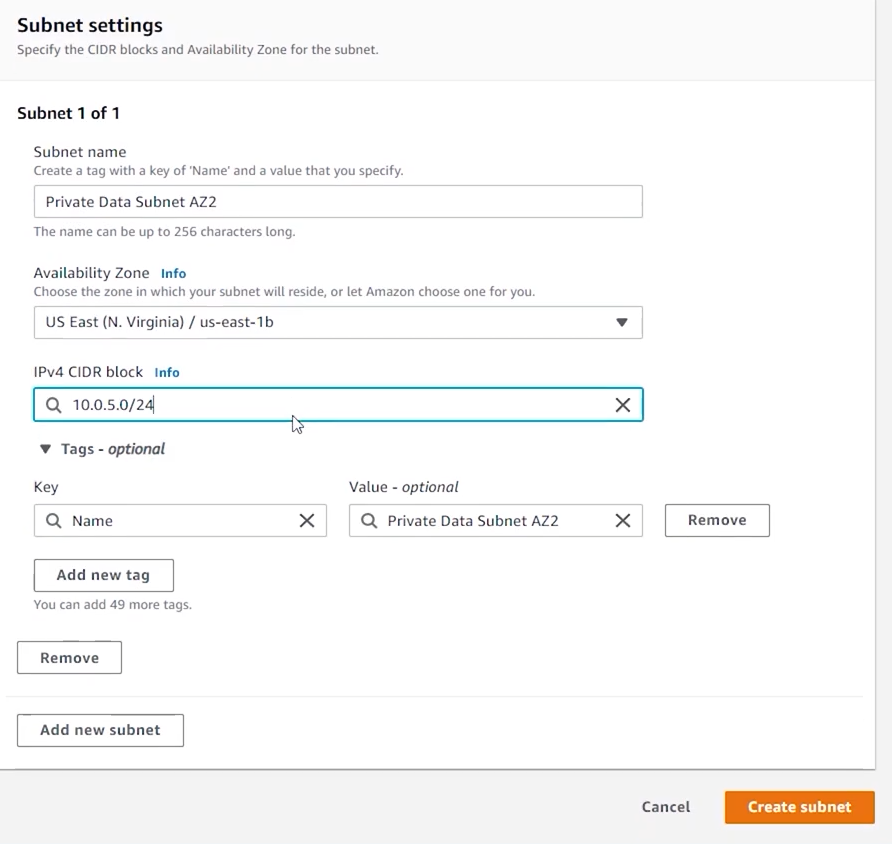 Subnet settings
Specify the CIDR blocks and Availability Zone for the subnet.
Subnet 1 of 1
Subnet name
Create a tag with a key of 'Name' and a value that you specify.
Private Data Subnet AZ2
The name can be up to 256 characters long.
Availability Zone Info
Choose the zone in which your subnet will reside, or let Amazon choose one for you.
US East (N. Virginia) / us-east-1b
IPv4 CIDR block Info
10.0.5.0/24
Tags - optional
Key Value - optional
Name Private Data Subnet AZ2 Remove
Add new tag
You can add 49 more tags.
Remove
Add new subnet
Cancel Create subnet